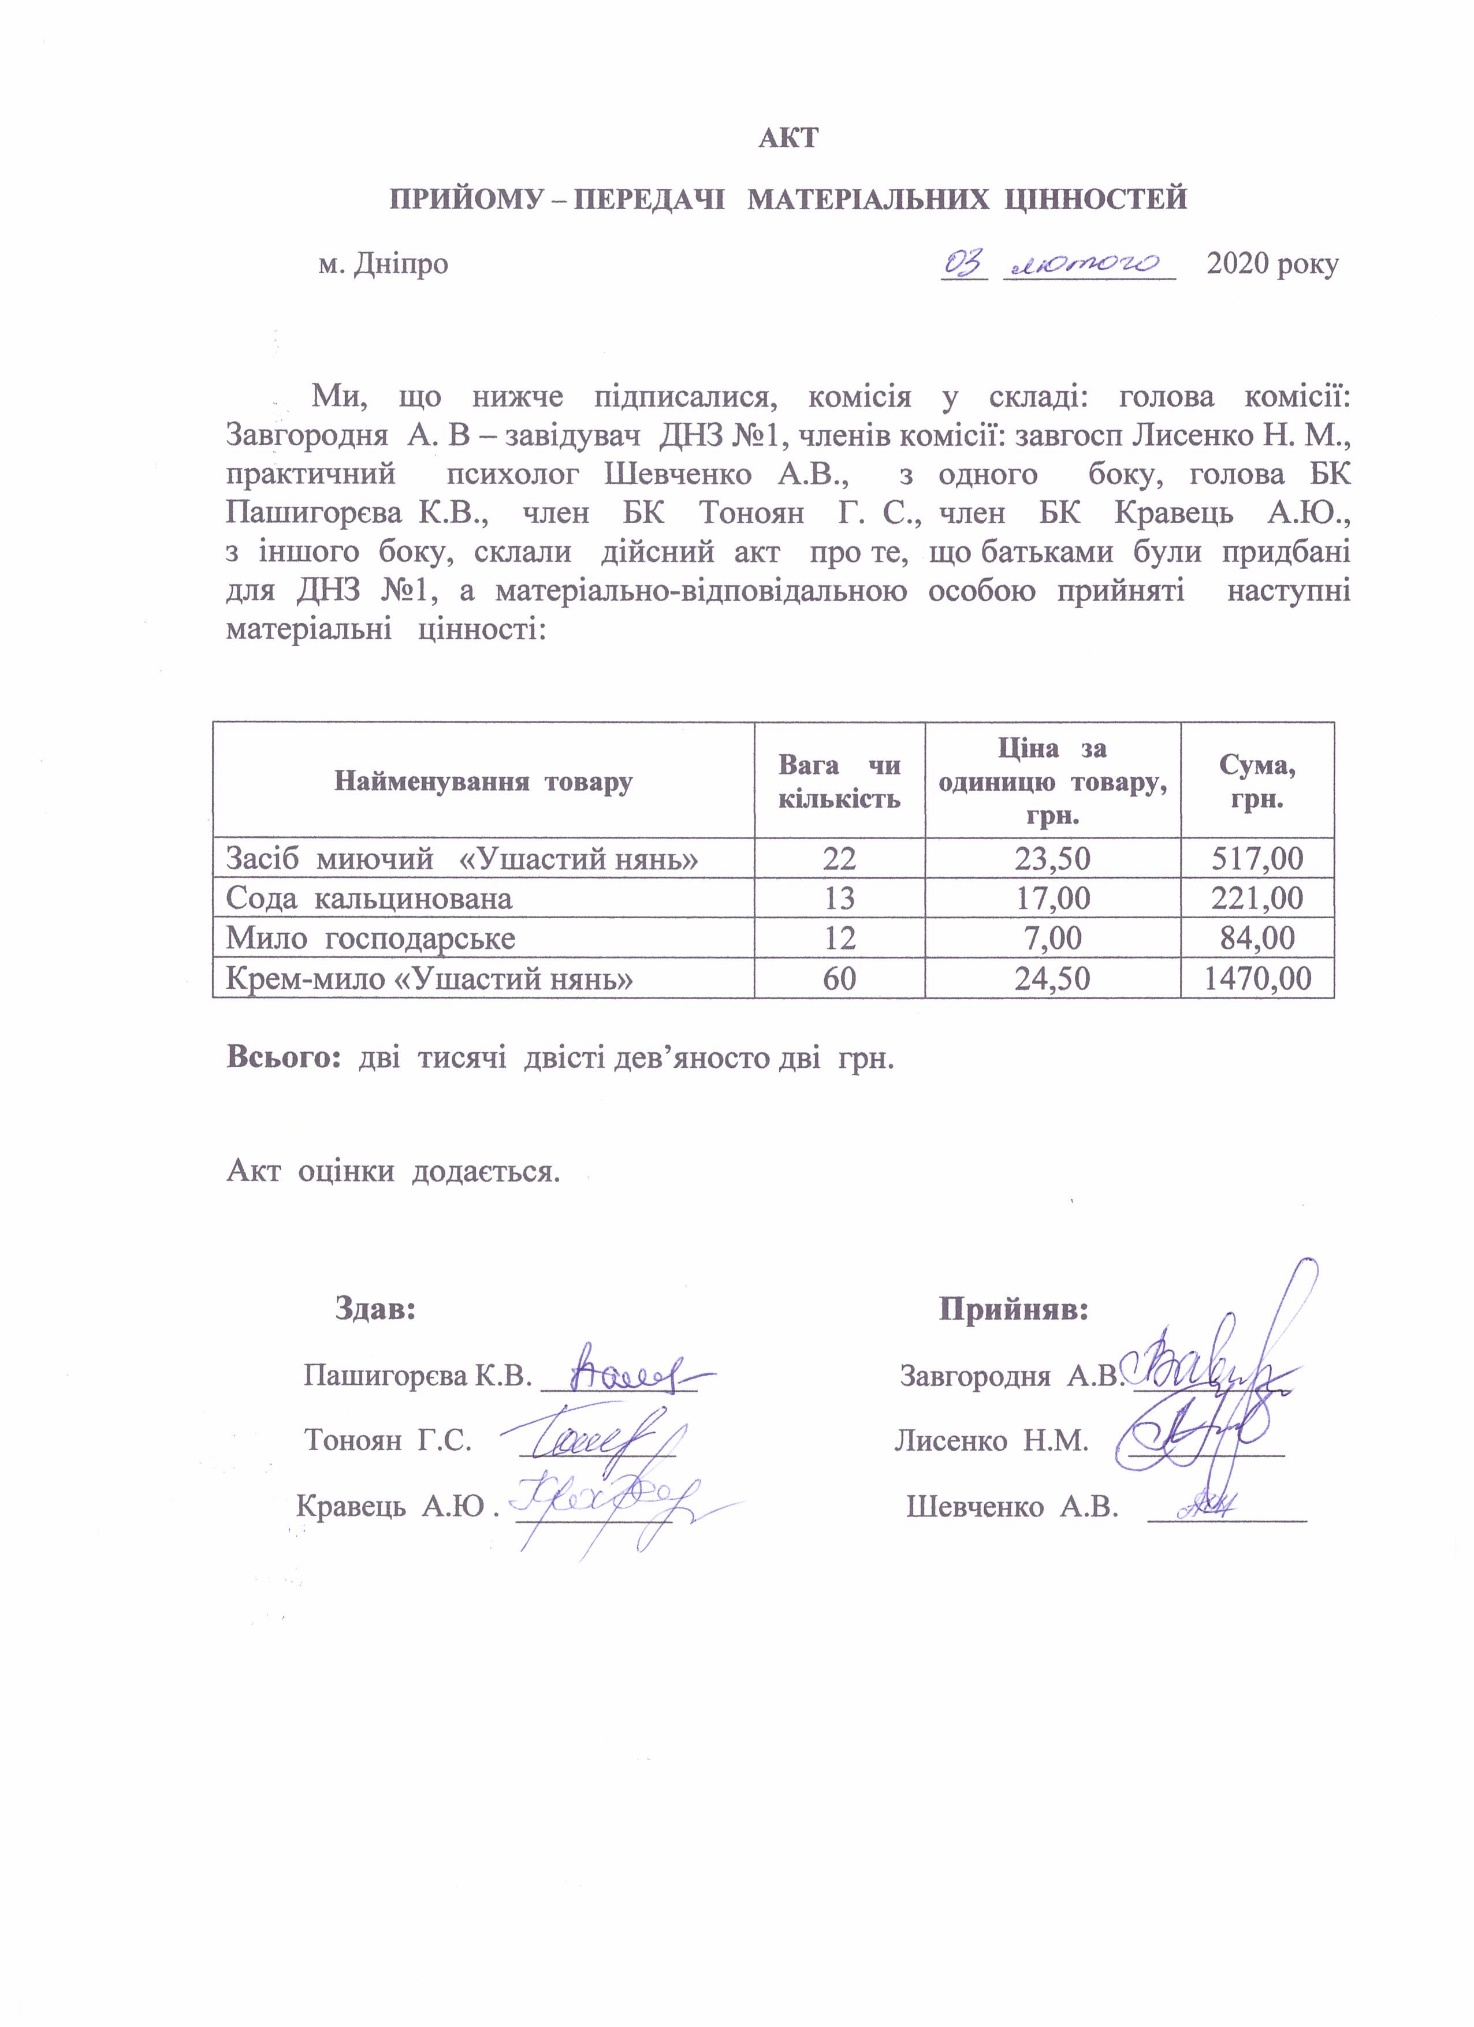 АКТ
ПРИЙОМУ – ПЕРЕДАЧІ МАТЕРІАЛЬНИХ ЦІННОСТЕЙ
м. Дніпро 03 лютого 2020 року
Ми, що нижче підписалися, комісія у складі: голова комісії:
Завгородня А. В – завідувач ДНЗ №1, членів комісії: завгосп Лисенко Н. М.,
практичний психолог Шевченко А.В., з одного боку, голова БК
Пашигорєва К.В., член БК Тоноян Г. С., член БК Кравець А.Ю.,
з іншого боку, склали дійсний акт про те, що батьками були придбані
для ДНЗ №1, а матеріально-відповідальною особою прийняті наступні
матеріальні цінності:
Найменування товару Вага чи кількість Ціна за одиницю товару, грн. Сума, грн.
Засіб миючий «Ушастий нянь» 22 23,50 517,00
Сода кальцинована 13 17,00 221,00
Мило господарське 12 7,00 84,00
Крем-мило «Ушастий нянь» 60 24,50 1470,00
Всього: дві тисячі двісті дев’яносто дві грн.
Акт оцінки додається.
Здав: Прийняв:
Пашигорєва К.В. Завгородня А.В.
Тоноян Г.С. Лисенко Н.М.
Кравець А.Ю . Шевченко А.В.